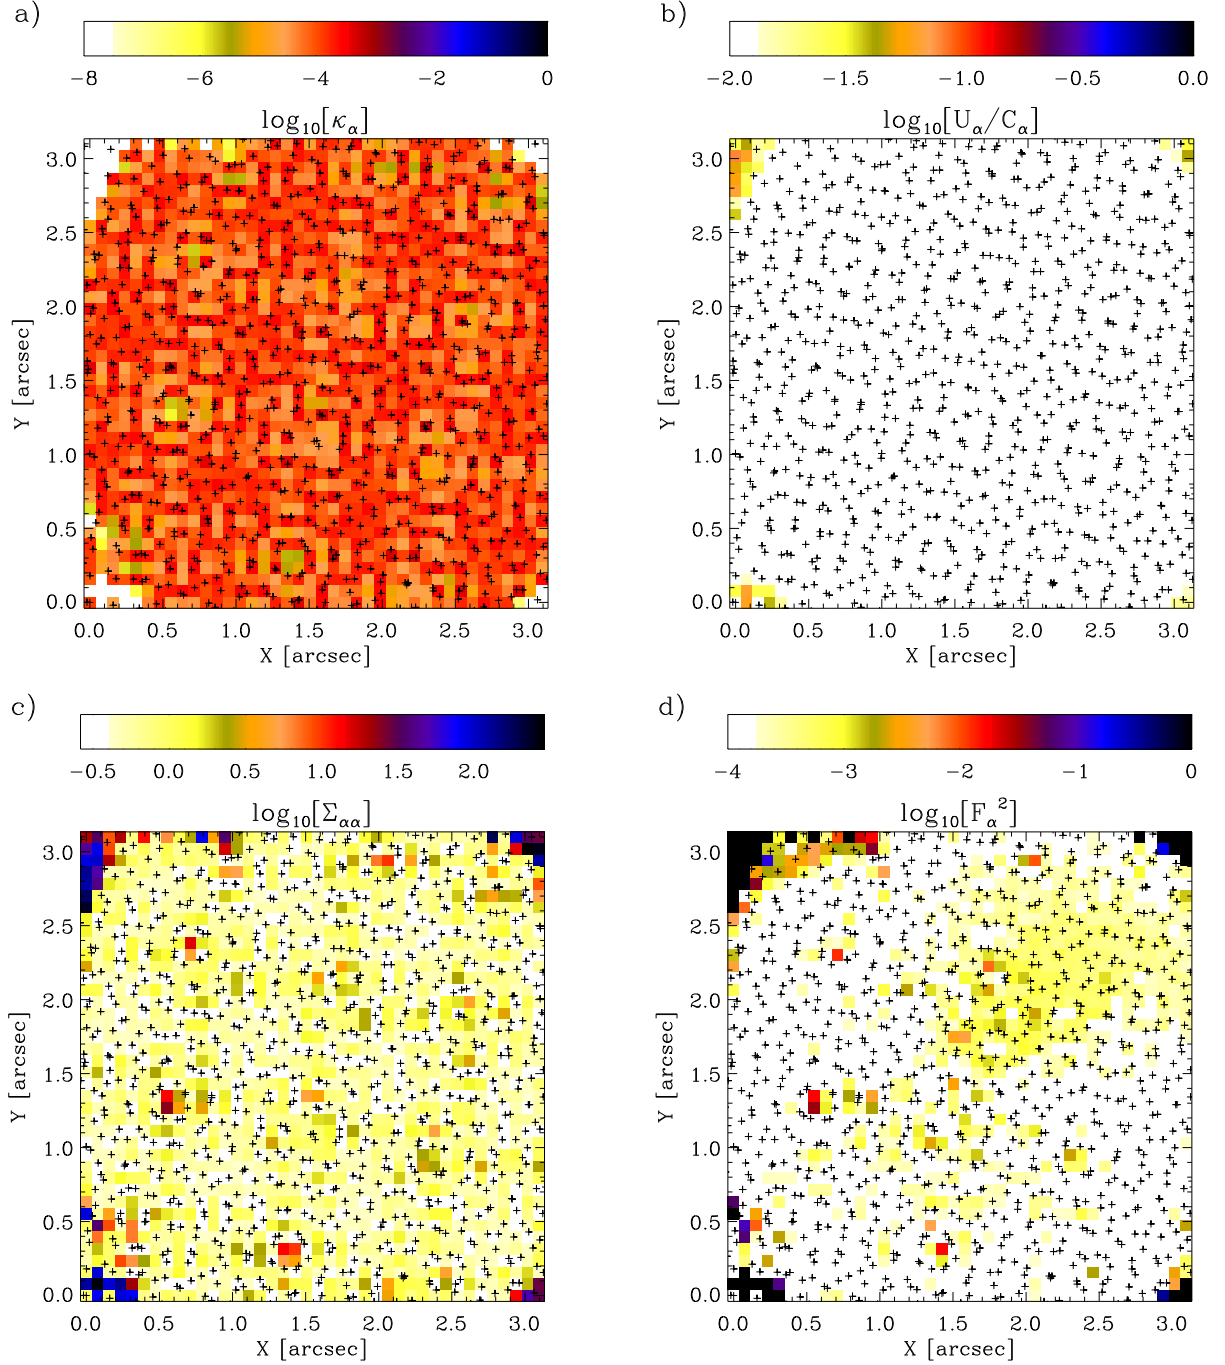 a)
−8 −6 −4 −2 0
log₁₀[κ_α]
3.0
2.5
2.0
1.5
1.0
0.5
0.0
Y [arcsec]
0.0 0.5 1.0 1.5 2.0 2.5 3.0
X [arcsec]
b)
−2.0 −1.5 −1.0 −0.5 0.0
log₁₀[U_α/C_α]
3.0
2.5
2.0
1.5
1.0
0.5
0.0
Y [arcsec]
0.0 0.5 1.0 1.5 2.0 2.5 3.0
X [arcsec]
c)
−0.5 0.0 0.5 1.0 1.5 2.0
log₁₀[Σ_αα]
3.0
2.5
2.0
1.5
1.0
0.5
0.0
Y [arcsec]
0.0 0.5 1.0 1.5 2.0 2.5 3.0
X [arcsec]
d)
−4 −3 −2 −1 0
log₁₀[F_α²]
3.0
2.5
2.0
1.5
1.0
0.5
0.0
Y [arcsec]
0.0 0.5 1.0 1.5 2.0 2.5 3.0
X [arcsec]